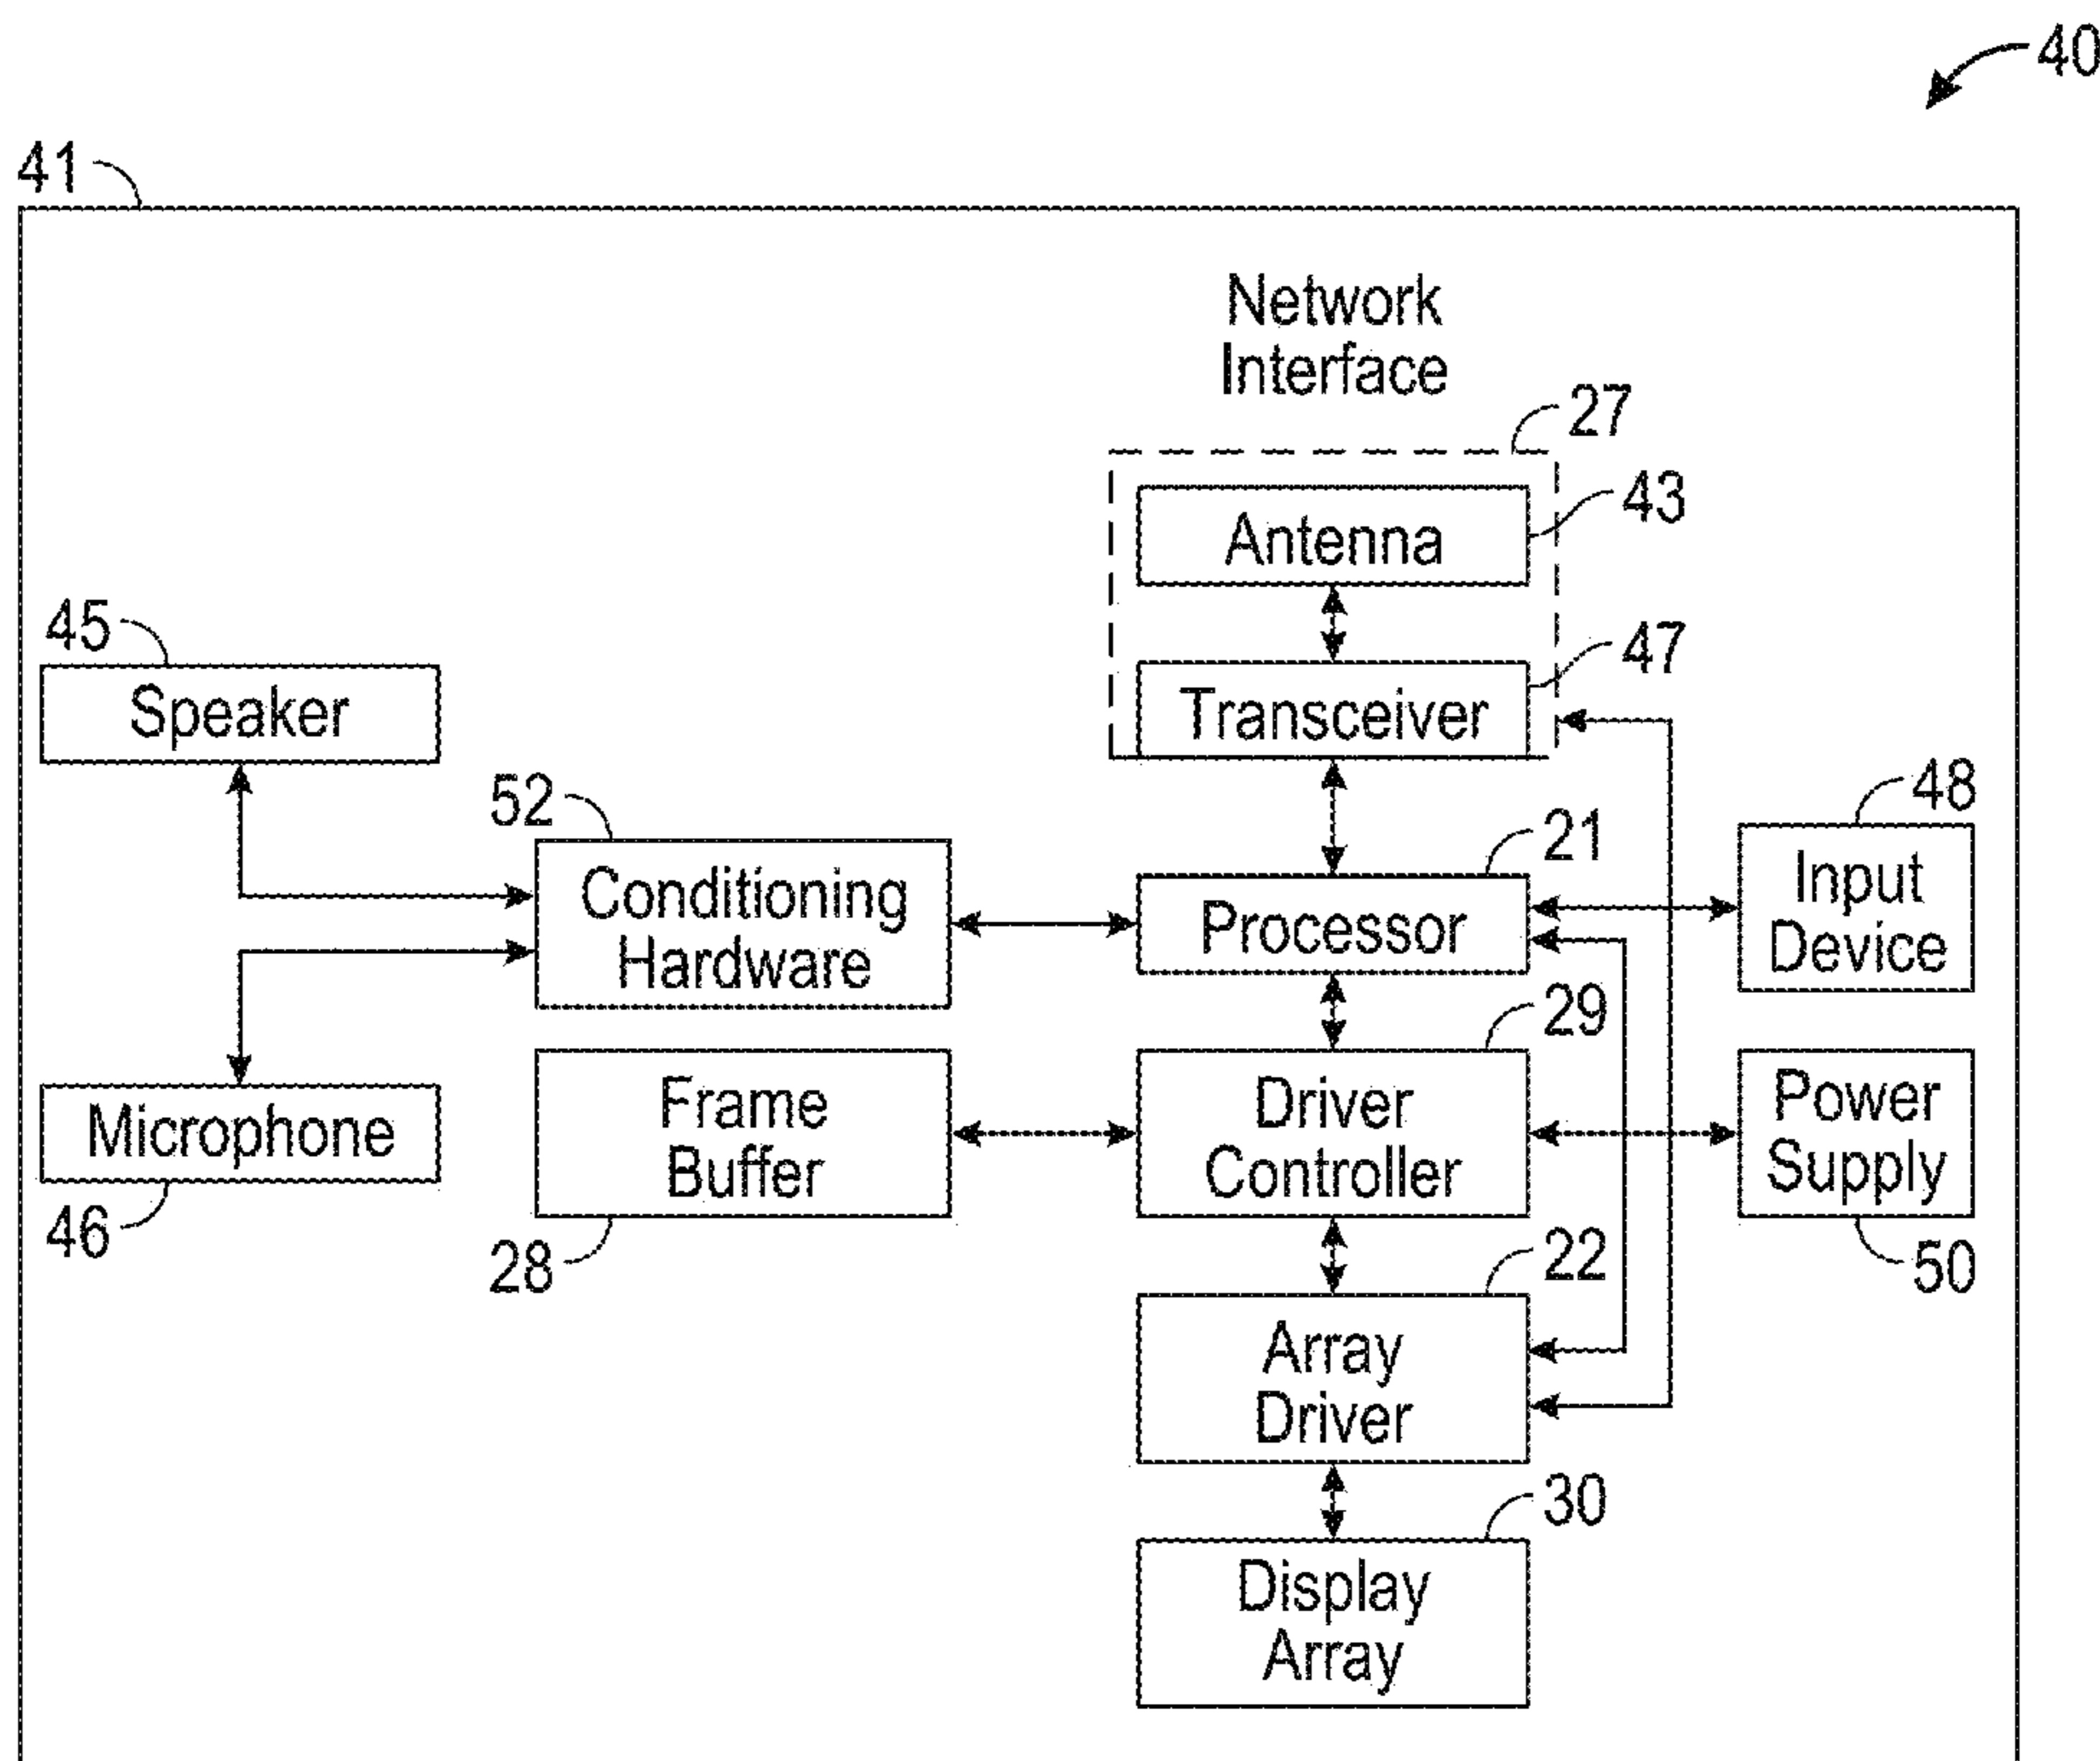 40
41
Network
Interface
27
Antenna
43
45
Speaker
47
Transceiver
52
Conditioning
Hardware
21
Processor
48
Input
Device
Microphone
46
Frame
Buffer
28
29
Driver
Controller
Power
Supply
50
22
Array
Driver
30
Display
Array